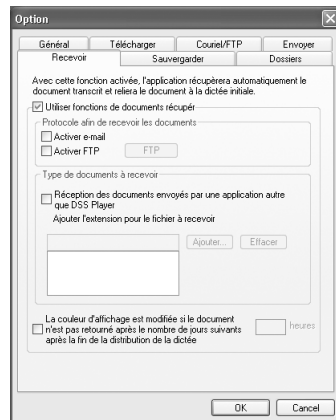 Option
Général Télécharger Couriel/FTP Envoyer
Recevoir Sauvergarder Dossiers
Avec cette fonction activée, l'application récupèrera automatiquement le
document transcrit et reliera le document à la dictée initiale.
Utiliser fonctions de documents récupér
Protocole afin de recevoir les documents
Activer e-mail
Activer FTP FTP
Type de documents à recevoir
Réception des documents envoyés par une application autre
que DSS Player
Ajouter l'extension pour le fichier à recevoir
Ajouter... Effacer
La couleur d'affichage est modifiée si le document
n'est pas retourné après le nombre de jours suivants
après la fin de la distribution de la dictée
heures
OK Cancel